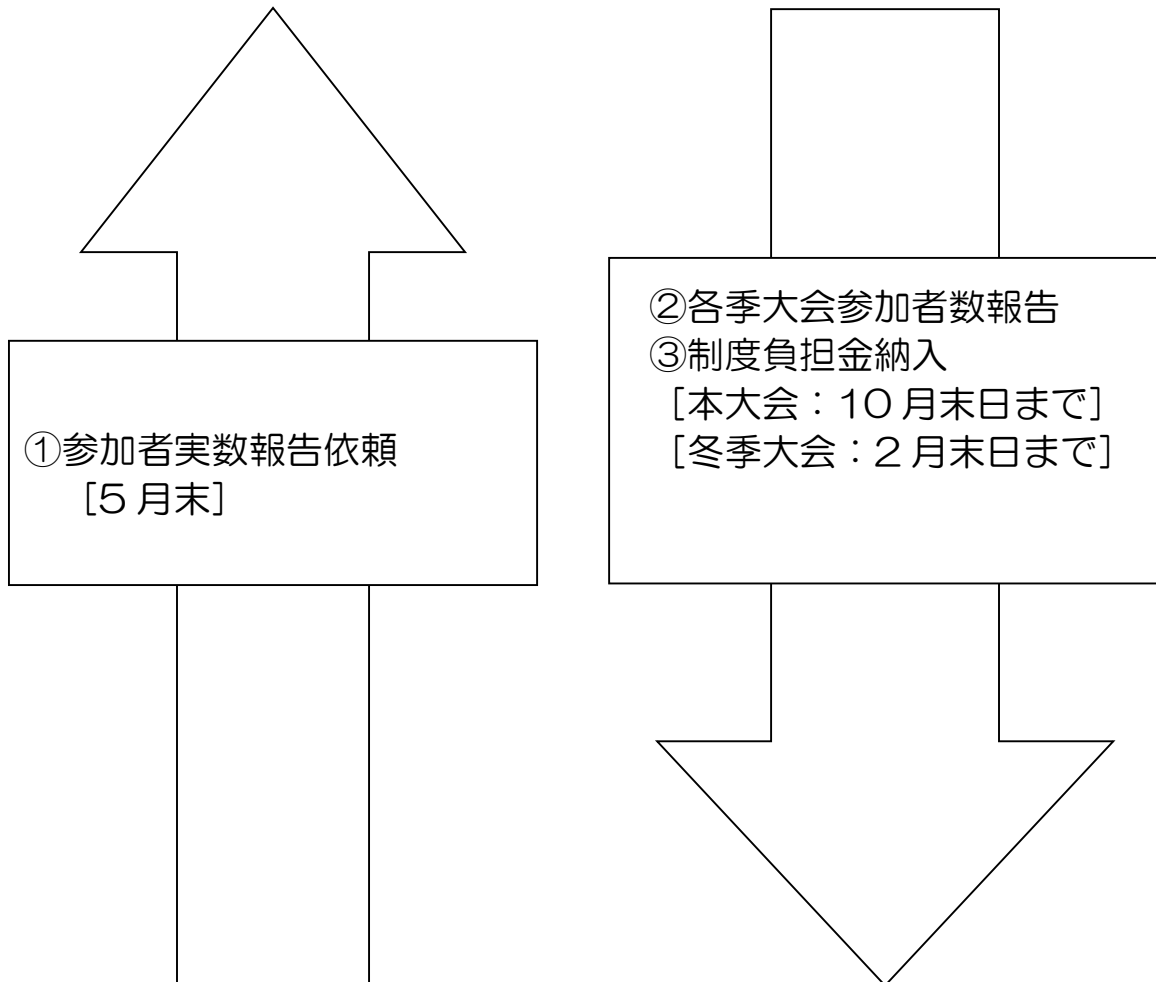 ①参加者実数報告依頼
[5月末]
②各季大会参加者数報告
③制度負担金納入
[本大会：10月末日まで]
[冬季大会：2月末日まで]